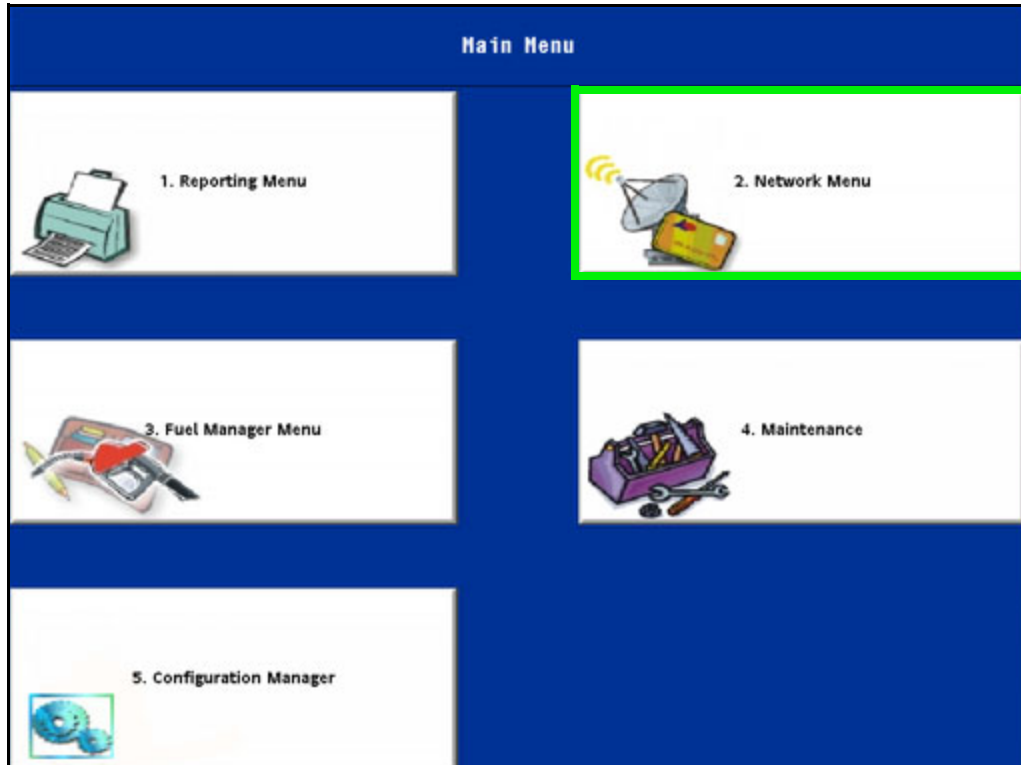 Main Menu
1. Reporting Menu
2. Network Menu
3. Fuel Manager Menu
4. Maintenance
5. Configuration Manager